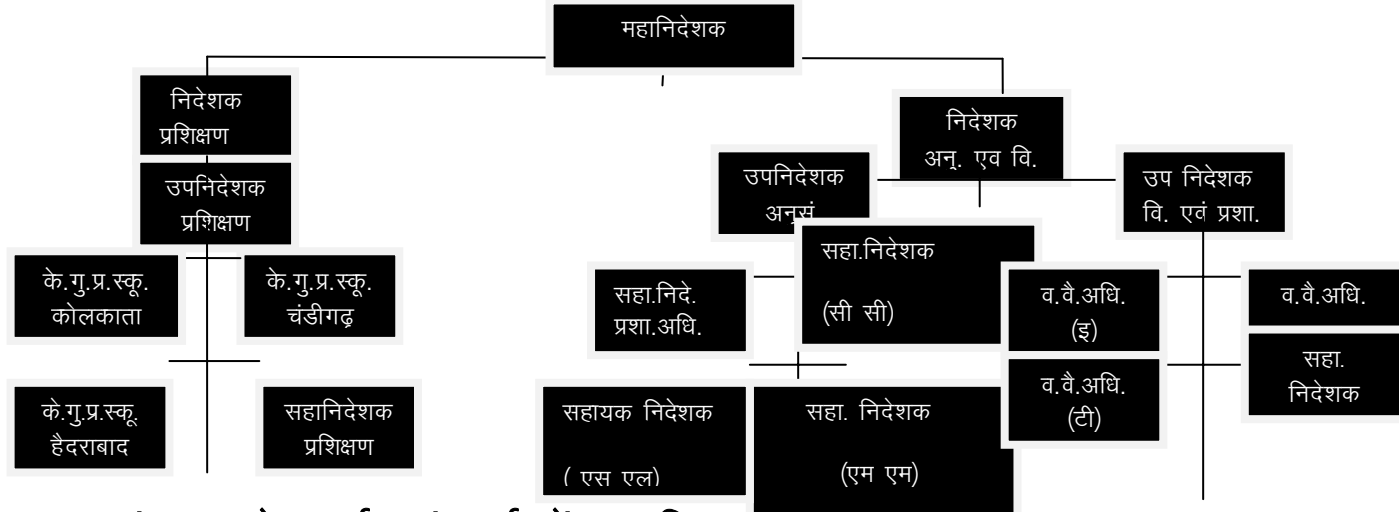 महानिदेशक
निदेशक
प्रशिक्षण
निदेशक
अनु. एव वि.
उपनिदेशक
प्रशिक्षण
उपनिदेशक
अनुसं
उप निदेशक
वि. एवं प्रशा.
के.गु.प्र.स्कू.
कोलकाता
के.गु.प्र.स्कू.
चंडीगढ़
सहा.निदे.
प्रशा.अधि.
सहा.निदेशक
(सी सी)
व.वै.अधि.
(इ)
व.वै.अधि.
के.गु.प्र.स्कू.
हैदराबाद
सहानिदेशक
प्रशिक्षण
सहायक निदेशक
( एस एल)
सहा. निदेशक
(एम एम)
व.वै.अधि.
(टी)
सहा.
निदेशक